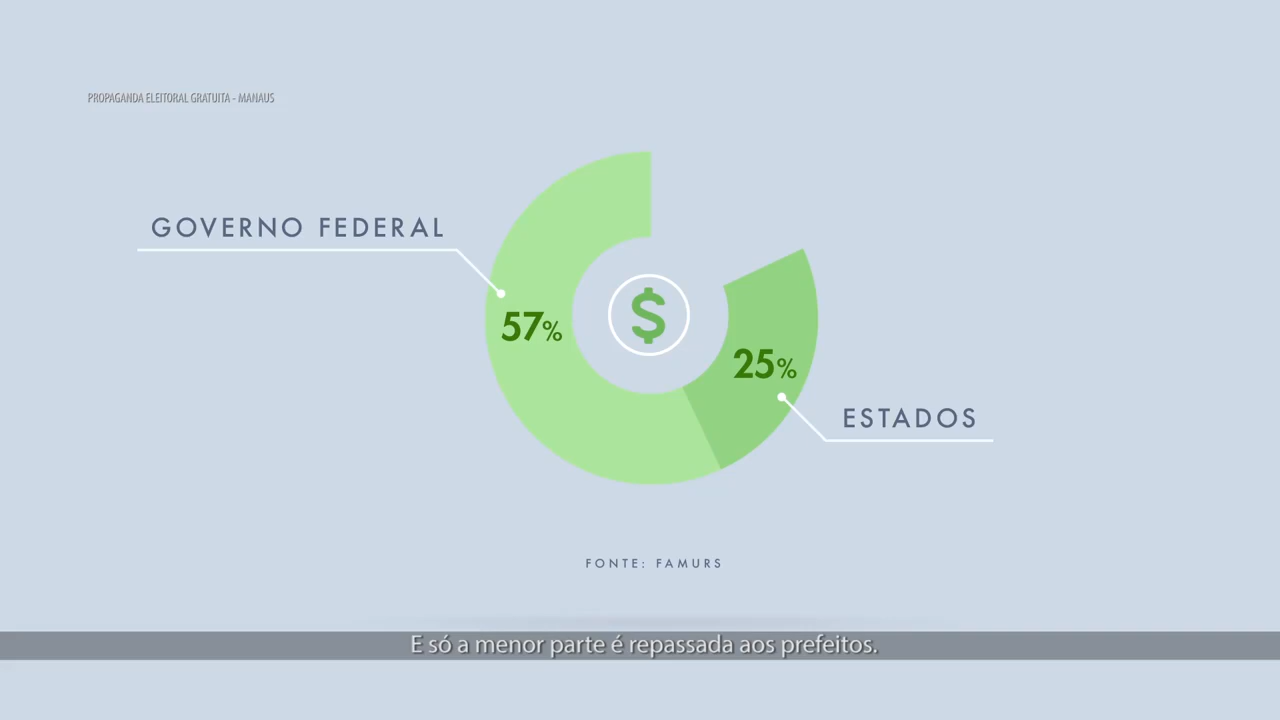 PROPAGANDA ELEITORAL GRATUITA - MANAUS
GOVERNO FEDERAL
57%
$
25%
ESTADOS
FONTE: FAMURS
E só a menor parte é repassada aos prefeitos.